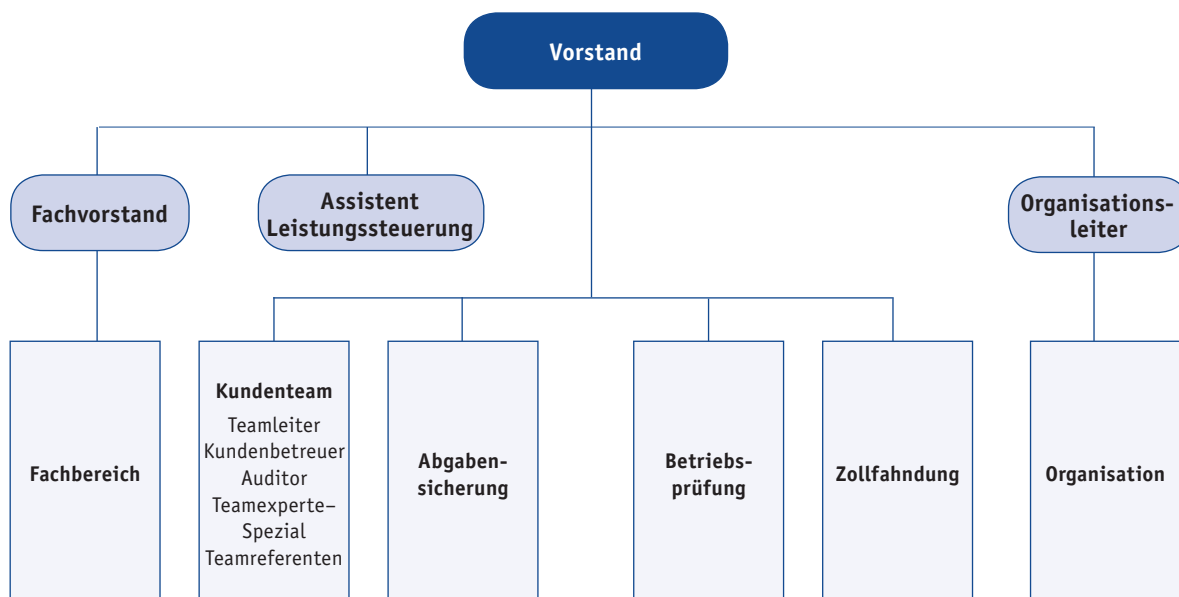 Vorstand
Fachvorstand
Assistent
Leistungssteuerung
Organisations-
leiter
Fachbereich
Kundenteam
Teamleiter
Kundenbetreuer
Auditor
Teamexperte–
Spezial
Teamreferenten
Abgaben-
sicherung
Betriebs-
prüfung
Zollfahndung
Organisation